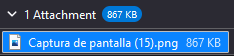 1 Attachment 867 KB
Captura de pantalla (15).png 867 KB